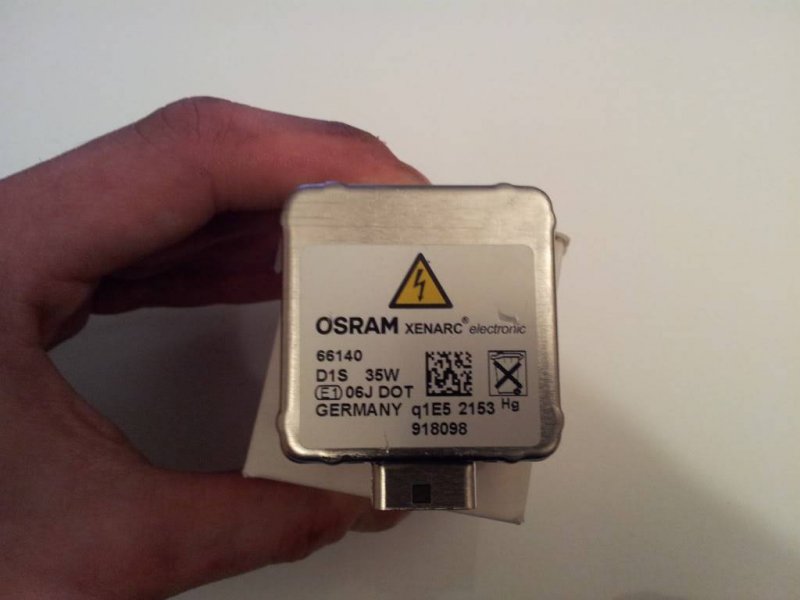 OSRAM XENARC® electronic
66140
D1S 35W
E1 06J DOT
GERMANY q1E5 2153 Hg
918098